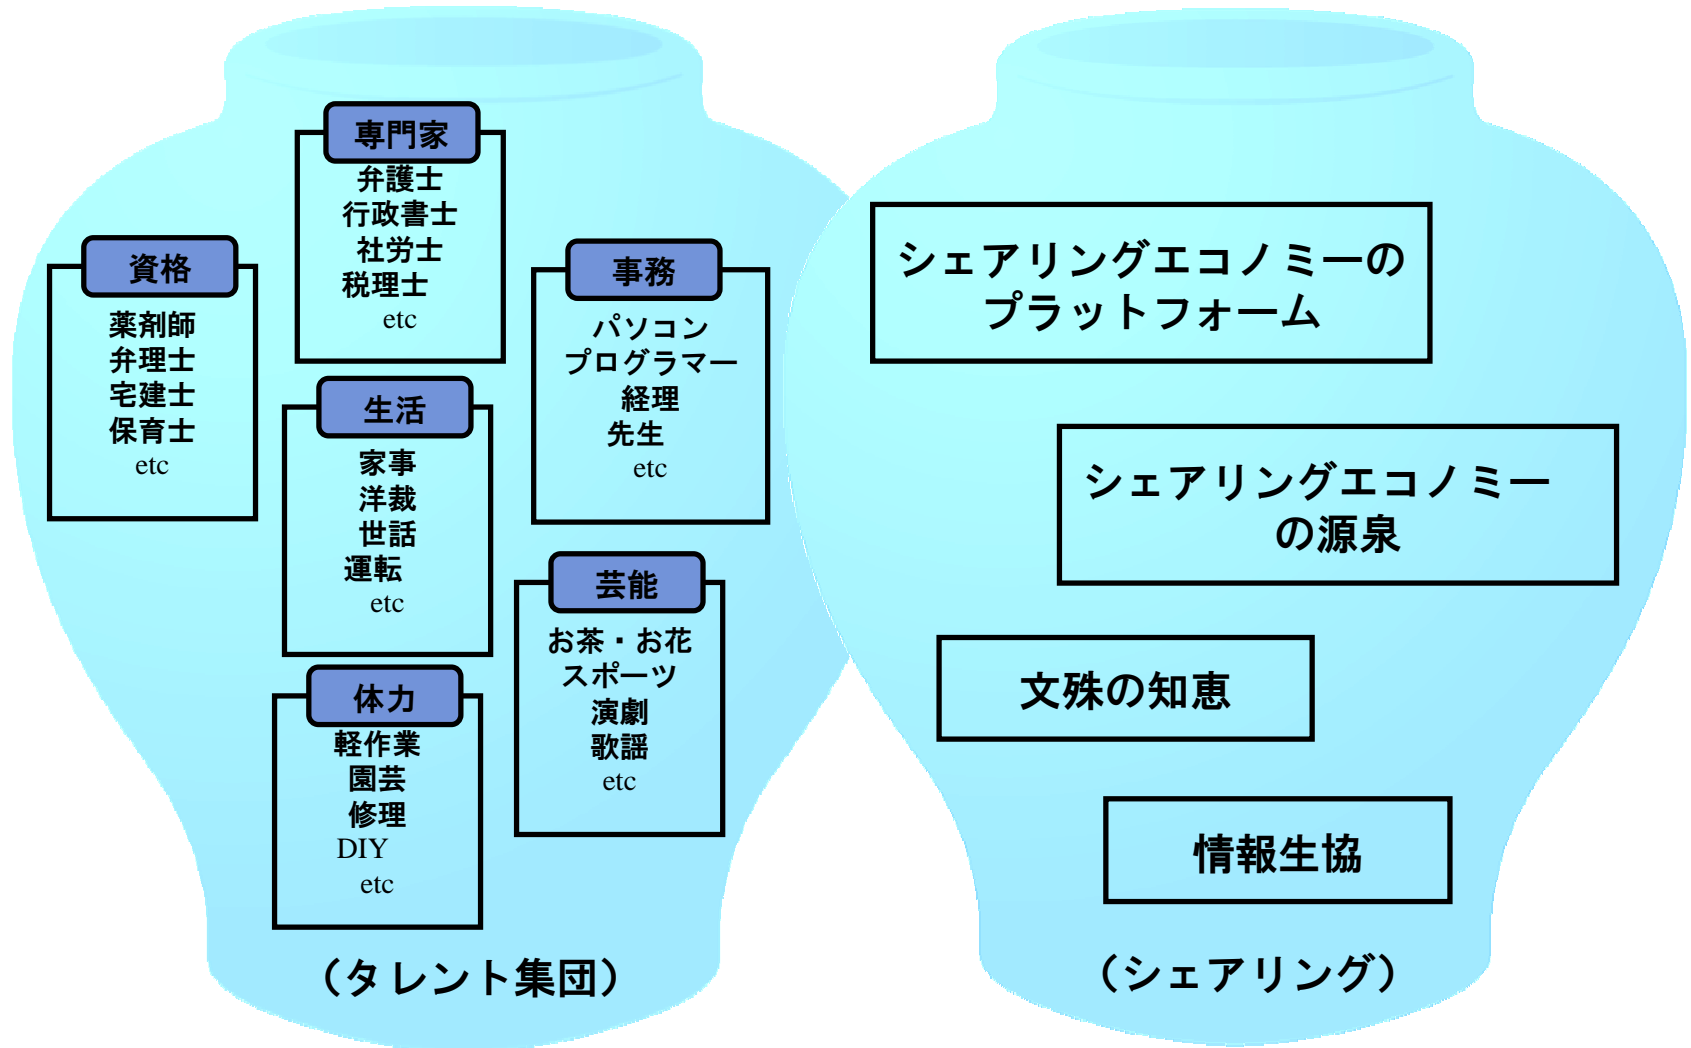 専門家
弁護士
行政書士
社労士
税理士
etc
資格
薬剤師
弁理士
宅建士
保育士
etc
事務
パソコン
プログラマー
経理
先生
etc
生活
家事
洋裁
世話
運転
etc
芸能
お茶・お花
スポーツ
演劇
歌謡
etc
体力
軽作業
園芸
修理
DIY
etc
（タレント集団）
シェアリングエコノミーの
プラットフォーム
シェアリングエコノミー
の源泉
文殊の知恵
情報生協
（シェアリング）